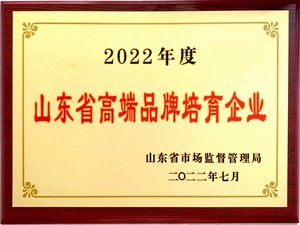 2022年度
山东省高端品牌培育企业
山东省市场监督管理局
二〇二二年七月